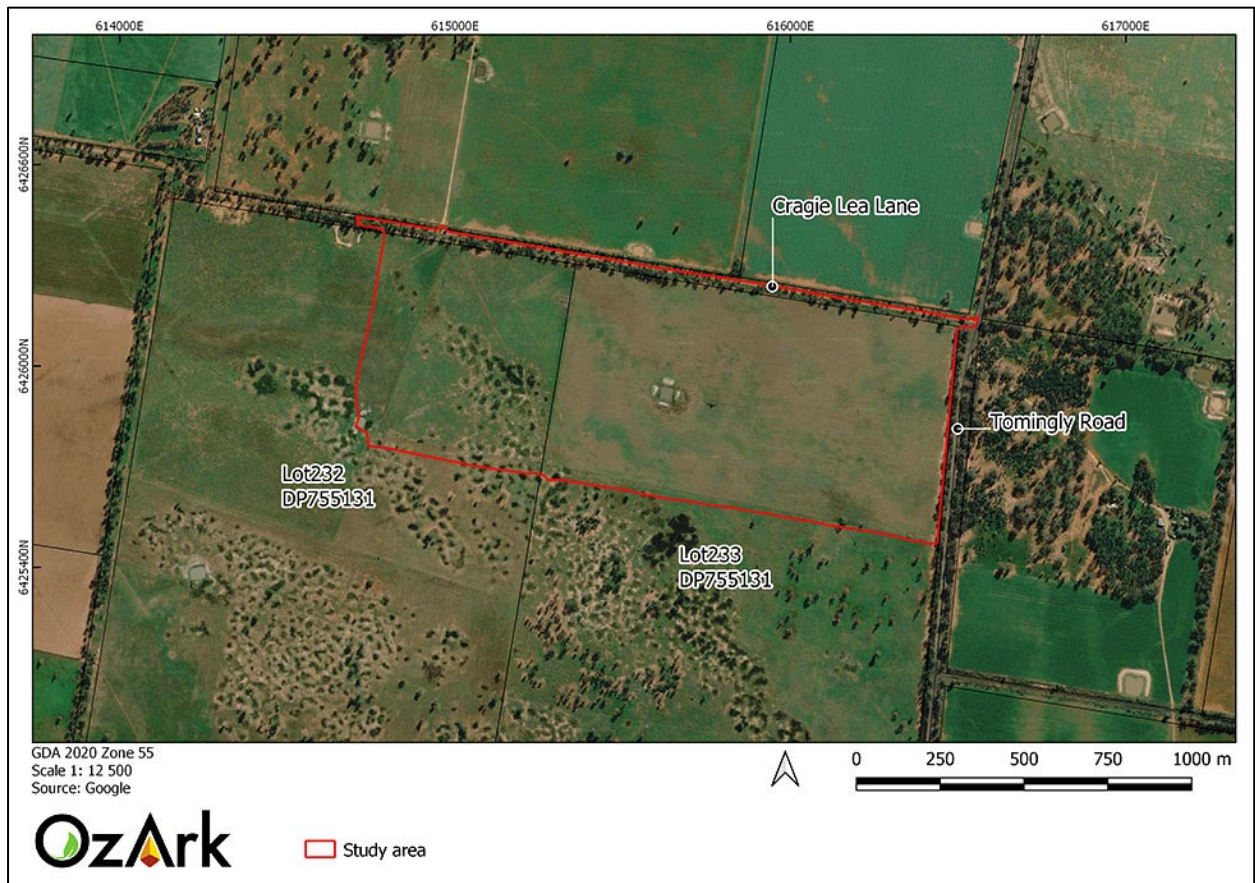 614000E
615000E
616000E
617000E
6426600N
6426000N
6425400N
Cragie Lea Lane
Tomingly Road
Lot232
DP755131
Lot233
DP755131
GDA 2020 Zone 55
Scale 1: 12 500
Source: Google
0 250 500 750 1000 m
OzArk
Study area